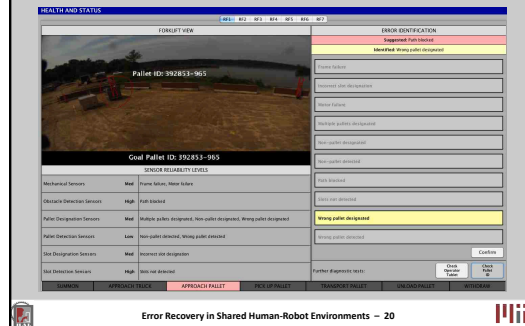 HEALTH AND STATUS
RF1 RF2 RF3 RF4 RF5 RF6 RF7
FORKLIFT VIEW
Pallet ID: 392853-965
Goal Pallet ID: 392853-965
SENSOR RELIABILITY LEVELS
Mechanical Sensors Med Frame failure, Motor failure
Obstacle Detection Sensors High Path blocked
Pallet Designation Sensors Med Multiple pallets designated, Non-pallet designated, Wrong pallet designated
Pallet Detection Sensors Low Non-pallet detected, Wrong pallet detected
Slot Designation Sensors Med Incorrect slot designation
Slot Detection Sensors High Slots not detected
ERROR IDENTIFICATION
Suggested: Path blocked
Identified: Wrong pallet designated
Frame failure
Incorrect slot designation
Motor failure
Multiple pallets designated
Non-pallet designated
Non-pallet detected
Path blocked
Slots not detected
Wrong pallet designated
Wrong pallet detected
Confirm
Further diagnostic tests:
Check Operator Tablet
Check Pallet ID
SUMMON APPROACH TRUCK APPROACH PALLET PICK UP PALLET TRANSPORT PALLET UNLOAD PALLET WITHDRAW
Error Recovery in Shared Human-Robot Environments – 20